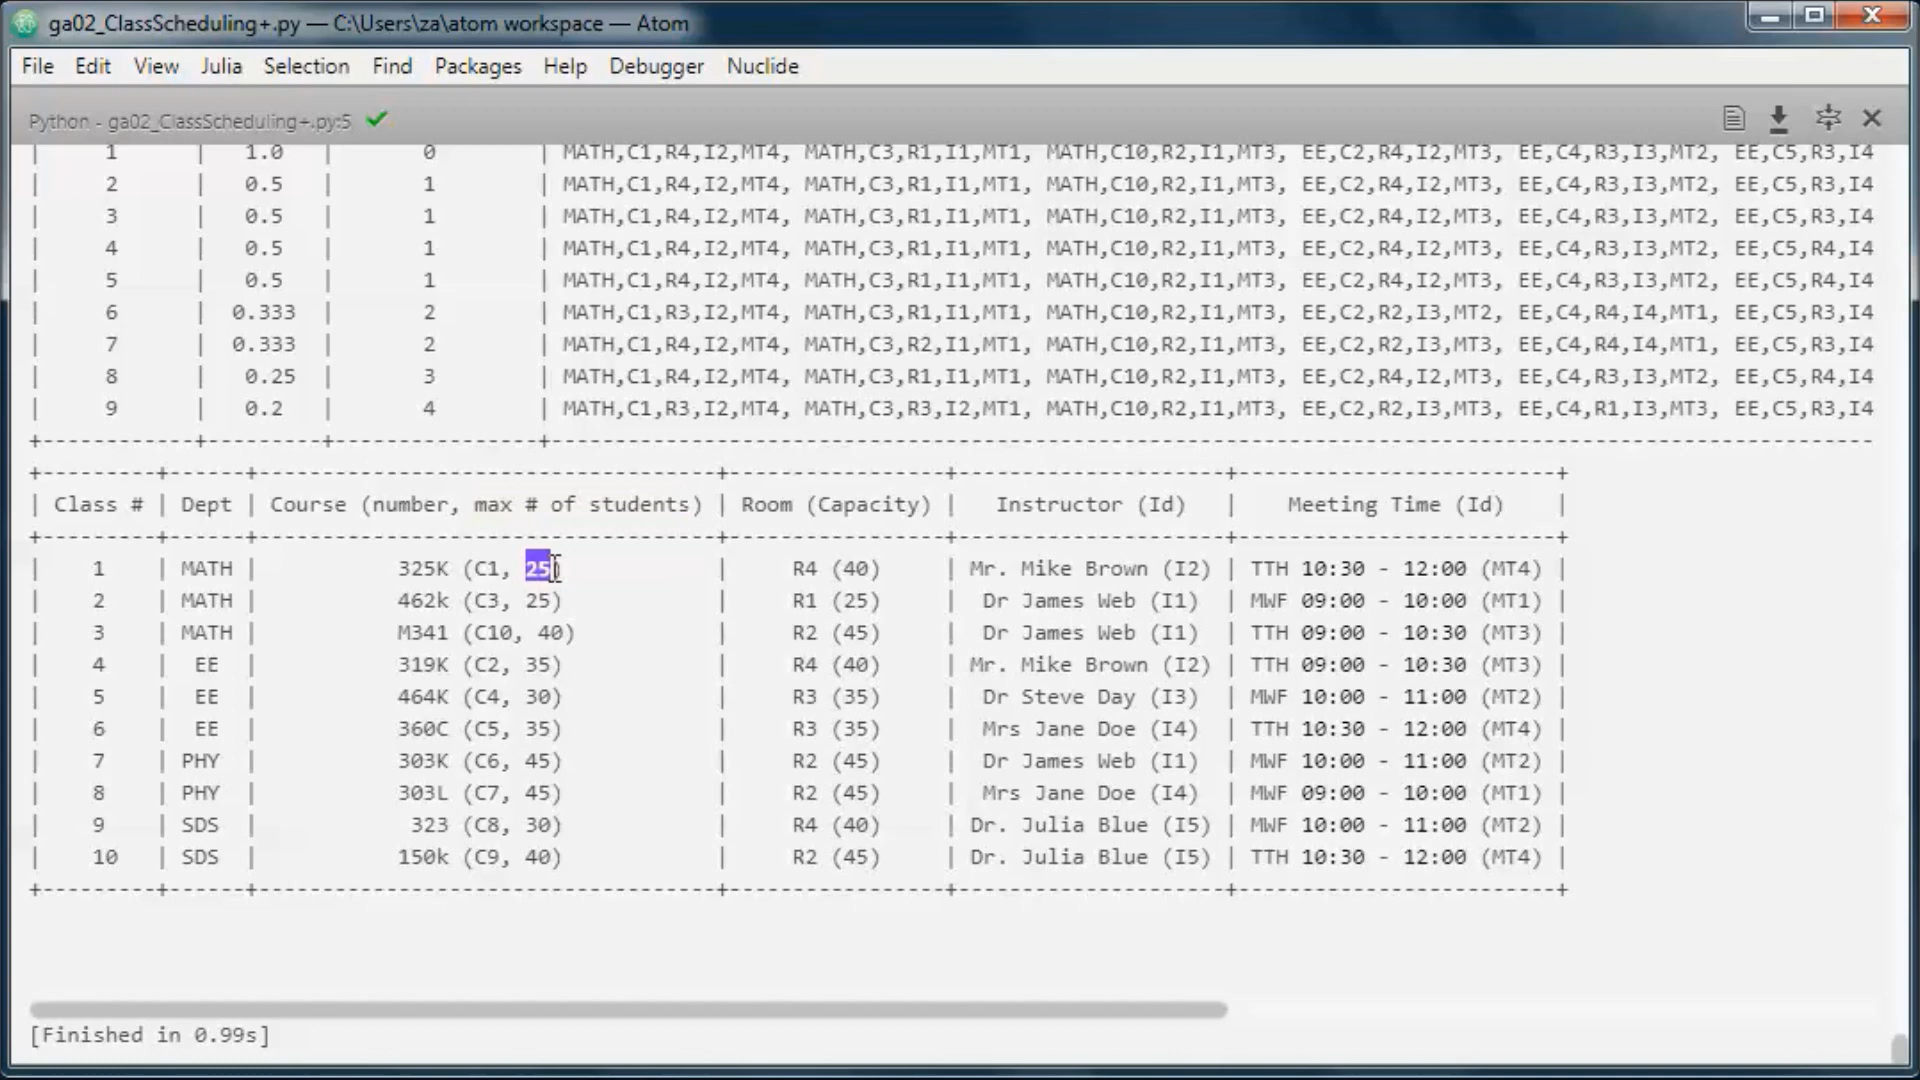 ga02_ClassScheduling+.py — C:\Users\za\atom workspace — Atom
File Edit View Julia Selection Find Packages Help Debugger Nuclide
Python - ga02_ClassScheduling+.py:5
| 1 | 1.0 | 0 | MATH,C1,R4,I2,MT4, MATH,C3,R1,I1,MT1, MATH,C10,R2,I1,MT3, EE,C2,R4,I2,MT3, EE,C4,R3,I3,MT2, EE,C5,R3,I4
| 2 | 0.5 | 1 | MATH,C1,R4,I2,MT4, MATH,C3,R1,I1,MT1, MATH,C10,R2,I1,MT3, EE,C2,R4,I2,MT3, EE,C4,R3,I3,MT2, EE,C5,R3,I4
| 3 | 0.5 | 1 | MATH,C1,R4,I2,MT4, MATH,C3,R1,I1,MT1, MATH,C10,R2,I1,MT3, EE,C2,R4,I2,MT3, EE,C4,R3,I3,MT2, EE,C5,R3,I4
| 4 | 0.5 | 1 | MATH,C1,R4,I2,MT4, MATH,C3,R1,I1,MT1, MATH,C10,R2,I1,MT3, EE,C2,R4,I2,MT3, EE,C4,R3,I3,MT2, EE,C5,R4,I4
| 5 | 0.5 | 1 | MATH,C1,R4,I2,MT4, MATH,C3,R1,I1,MT1, MATH,C10,R2,I1,MT3, EE,C2,R4,I2,MT3, EE,C4,R3,I3,MT2, EE,C5,R4,I4
| 6 | 0.333 | 2 | MATH,C1,R3,I2,MT4, MATH,C3,R1,I1,MT1, MATH,C10,R2,I1,MT3, EE,C2,R2,I3,MT2, EE,C4,R4,I4,MT1, EE,C5,R3,I4
| 7 | 0.333 | 2 | MATH,C1,R4,I2,MT4, MATH,C3,R2,I1,MT1, MATH,C10,R2,I1,MT3, EE,C2,R2,I3,MT3, EE,C4,R4,I4,MT1, EE,C5,R3,I4
| 8 | 0.25 | 3 | MATH,C1,R4,I2,MT4, MATH,C3,R1,I1,MT1, MATH,C10,R2,I1,MT3, EE,C2,R4,I2,MT3, EE,C4,R3,I3,MT2, EE,C5,R4,I4
| 9 | 0.2 | 4 | MATH,C1,R3,I2,MT4, MATH,C3,R3,I2,MT1, MATH,C10,R2,I1,MT3, EE,C2,R2,I3,MT3, EE,C4,R1,I3,MT3, EE,C5,R3,I4
| Class # | Dept | Course (number, max # of students) | Room (Capacity) | Instructor (Id) | Meeting Time (Id) |
| 1 | MATH | 325K (C1, 25) | R4 (40) | Mr. Mike Brown (I2) | TTH 10:30 - 12:00 (MT4) |
| 2 | MATH | 462k (C3, 25) | R1 (25) | Dr James Web (I1) | MWF 09:00 - 10:00 (MT1) |
| 3 | MATH | M341 (C10, 40) | R2 (45) | Dr James Web (I1) | TTH 09:00 - 10:30 (MT3) |
| 4 | EE | 319K (C2, 35) | R4 (40) | Mr. Mike Brown (I2) | TTH 09:00 - 10:30 (MT3) |
| 5 | EE | 464K (C4, 30) | R3 (35) | Dr Steve Day (I3) | MWF 10:00 - 11:00 (MT2) |
| 6 | EE | 360C (C5, 35) | R3 (35) | Mrs Jane Doe (I4) | TTH 10:30 - 12:00 (MT4) |
| 7 | PHY | 303K (C6, 45) | R2 (45) | Dr James Web (I1) | MWF 10:00 - 11:00 (MT2) |
| 8 | PHY | 303L (C7, 45) | R2 (45) | Mrs Jane Doe (I4) | MWF 09:00 - 10:00 (MT1) |
| 9 | SDS | 323 (C8, 30) | R4 (40) | Dr. Julia Blue (I5) | MWF 10:00 - 11:00 (MT2) |
| 10 | SDS | 150k (C9, 40) | R2 (45) | Dr. Julia Blue (I5) | TTH 10:30 - 12:00 (MT4) |
[Finished in 0.99s]